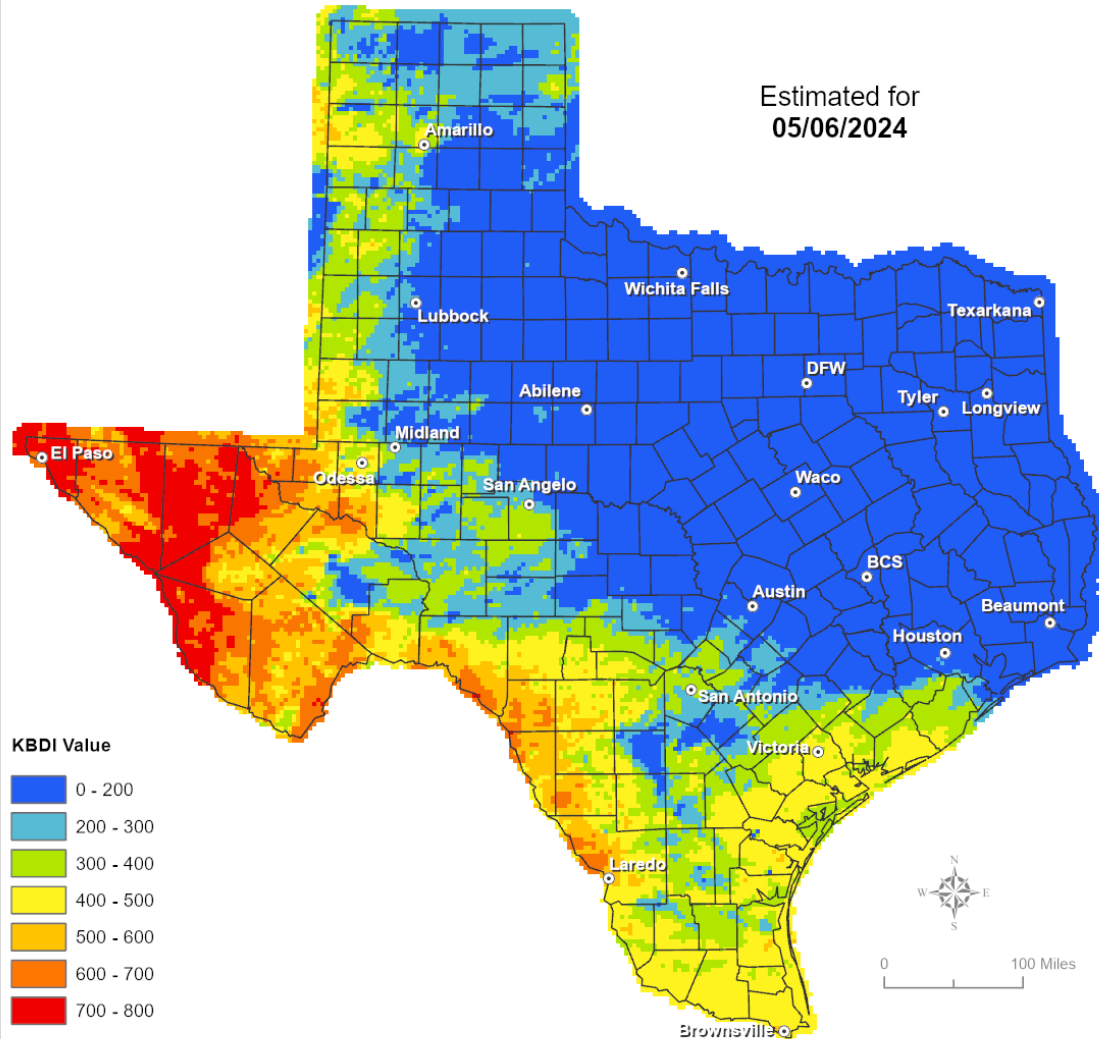 Estimated for
05/06/2024
Amarillo
Wichita Falls
Lubbock
Texarkana
DFW
Abilene
Tyler
Longview
Midland
El Paso
Odessa
San Angelo
Waco
BCS
Austin
Beaumont
Houston
San Antonio
Victoria
Laredo
Brownsville
KBDI Value
0 - 200
200 - 300
300 - 400
400 - 500
500 - 600
600 - 700
700 - 800
N
W E
S
0 100 Miles